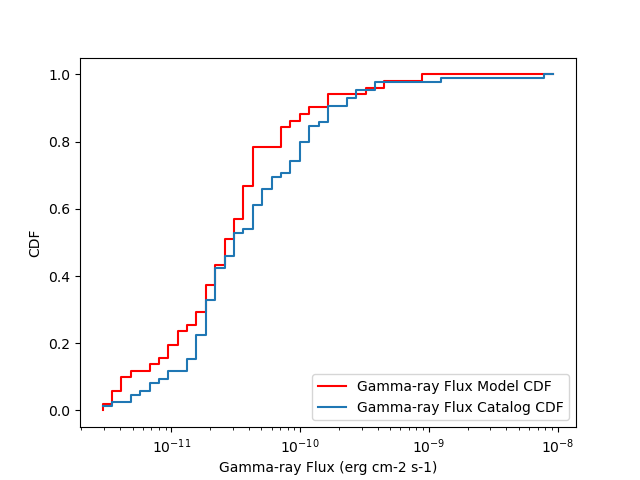 1.0
0.8
0.6
0.4
0.2
0.0
CDF
10⁻¹¹
10⁻¹⁰
10⁻⁹
10⁻⁸
Gamma-ray Flux (erg cm-2 s-1)
Gamma-ray Flux Model CDF
Gamma-ray Flux Catalog CDF